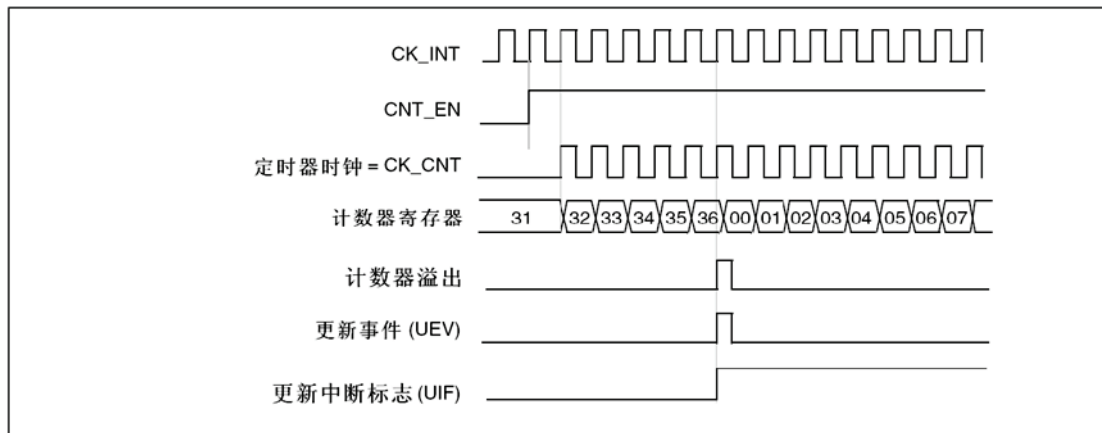 CK_INT
CNT_EN
定时器时钟 = CK_CNT
计数器寄存器 31 32 33 34 35 36 00 01 02 03 04 05 06 07
计数器溢出
更新事件 (UEV)
更新中断标志 (UIF)